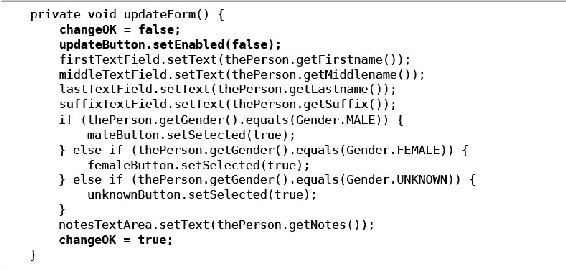 private void updateForm() {
changeOK = false;
updateButton.setEnabled(false);
firstTextField.setText(thePerson.getFirstname());
middleTextField.setText(thePerson.getMiddlename());
lastTextField.setText(thePerson.getLastname());
suffixTextField.setText(thePerson.getSuffix());
if (thePerson.getGender().equals(Gender.MALE)) {
maleButton.setSelected(true);
} else if (thePerson.getGender().equals(Gender.FEMALE)) {
femaleButton.setSelected(true);
} else if (thePerson.getGender().equals(Gender.UNKNOWN)) {
unknownButton.setSelected(true);
}
notesTextArea.setText(thePerson.getNotes());
changeOK = true;
}